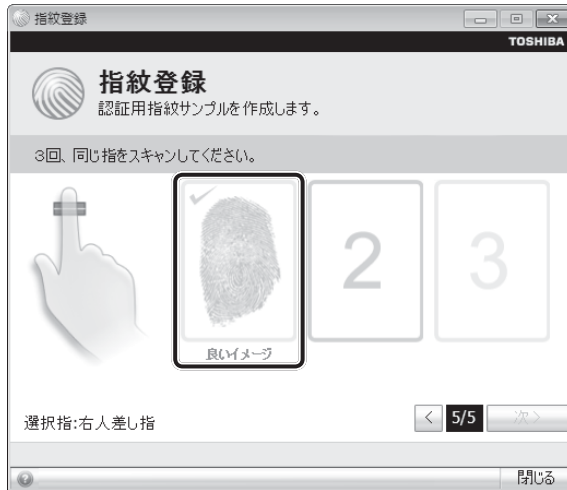 指紋登録
TOSHIBA
指紋登録
認証用指紋サンプルを作成します。
3回、同じ指をスキャンしてください。
良いイメージ
2
3
選択指:右人差し指
< 5/5 次 >
? 閉じる